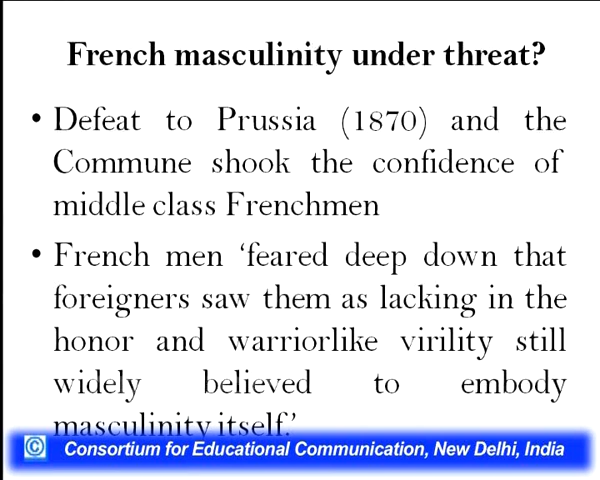 French masculinity under threat?
• Defeat to Prussia (1870) and the
Commune shook the confidence of
middle class Frenchmen
• French men ‘feared deep down that
foreigners saw them as lacking in the
honor and warriorlike virility still
widely believed to embody
masculinity itself.’
© Consortium for Educational Communication, New Delhi, India